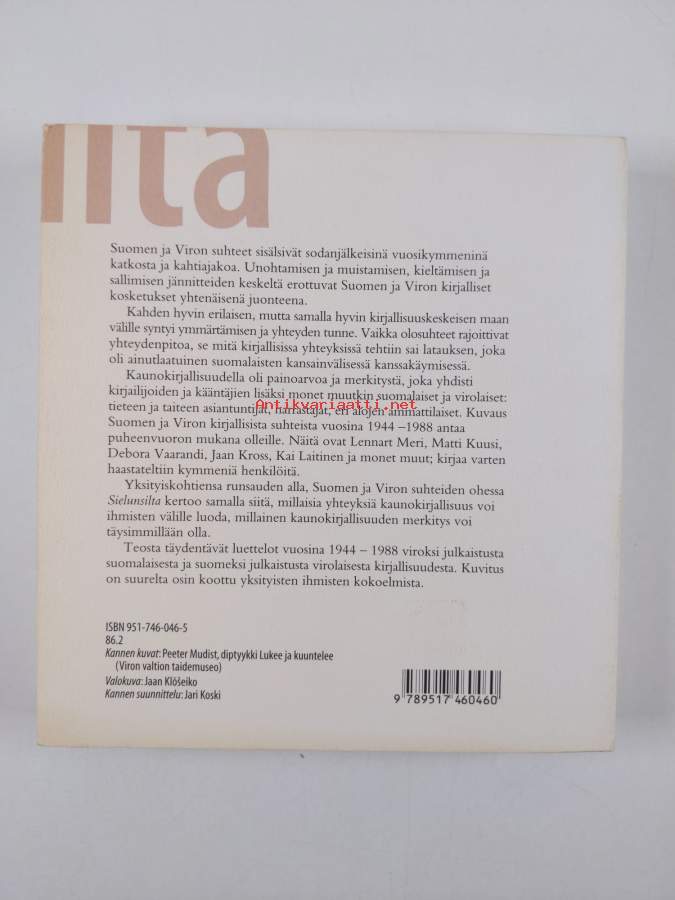 ilta
Suomen ja Viron suhteet sisälsivät sodanjälkeisinä vuosikymmeninä
katkosta ja kahtiajakoa. Unohtamisen ja muistamisen, kieltämisen ja
sallimisen jännitteiden keskeltä erottuvat Suomen ja Viron kirjalliset
kosketukset yhtenäisenä juonteena.
Kahden hyvin erilaisen, mutta samalla hyvin kirjallisuuskeskeisen maan
välille syntyi ymmärtämisen ja yhteyden tunne. Vaikka olosuhteet rajoittivat
yhteydenpitoa, se mitä kirjallisissa yhteyksissä tehtiin sai latauksen, joka
oli ainutlaatuinen suomalaisten kansainvälisessä kanssakäymisessä.
Kaunokirjallisuudella oli painoarvoa ja merkitystä, joka yhdisti
kirjailijoiden ja kääntäjien lisäksi monet muutkin suomalaiset ja virolaiset:
Antikvariaatti.net
tieteen ja taiteen asiantuntijat, harrastajat, eri alojen ammattilaiset. Kuvaus
Suomen ja Viron kirjallisista suhteista vuosina 1944 –1988 antaa
puheenvuoron mukana olleille. Näitä ovat Lennart Meri, Matti Kuusi,
Debora Vaarandi, Jaan Kross, Kai Laitinen ja monet muut; kirjaa varten
haastateltiin kymmeniä henkilöitä.
Yksityiskohtiensa runsauden alla, Suomen ja Viron suhteiden ohessa
Sielunsilta kertoo samalla siitä, millaisia yhteyksiä kaunokirjallisuus voi
ihmisten välille luoda, millainen kaunokirjallisuuden merkitys voi
täysimmillään olla.
Teosta täydentävät luettelot vuosina 1944 – 1988 viroksi julkaistusta
suomalaisesta ja suomeksi julkaistusta virolaisesta kirjallisuudesta. Kuvitus
on suurelta osin koottu yksityisten ihmisten kokoelmista.
ISBN 951-746-046-5
86.2
Kannen kuvat: Peeter Mudist, diptyykki Lukee ja kuuntelee
(Viron valtion taidemuseo)
Valokuva: Jaan Klõšeiko
Kannen suunnittelu: Jari Koski
9 789517 460460